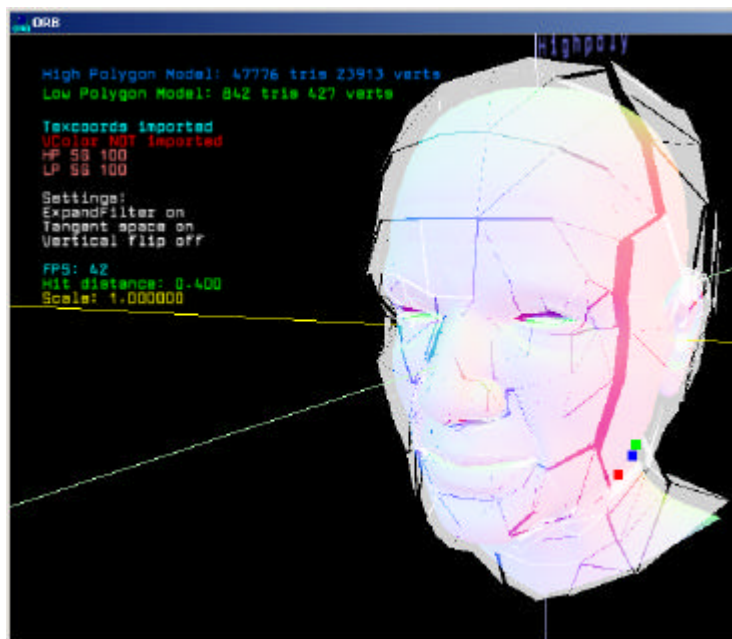 ORB
Highpoly
High Polygon Model: 47776 tris 23913 verts
Low Polygon Model: 842 tris 427 verts
Texcoords imported
VColor NOT imported
HP SG 100
LP SG 100
Settings:
ExpandFilter on
Tangent space on
Vertical flip off
FPS: 42
Hit distance: 0.400
Scale: 1.000000